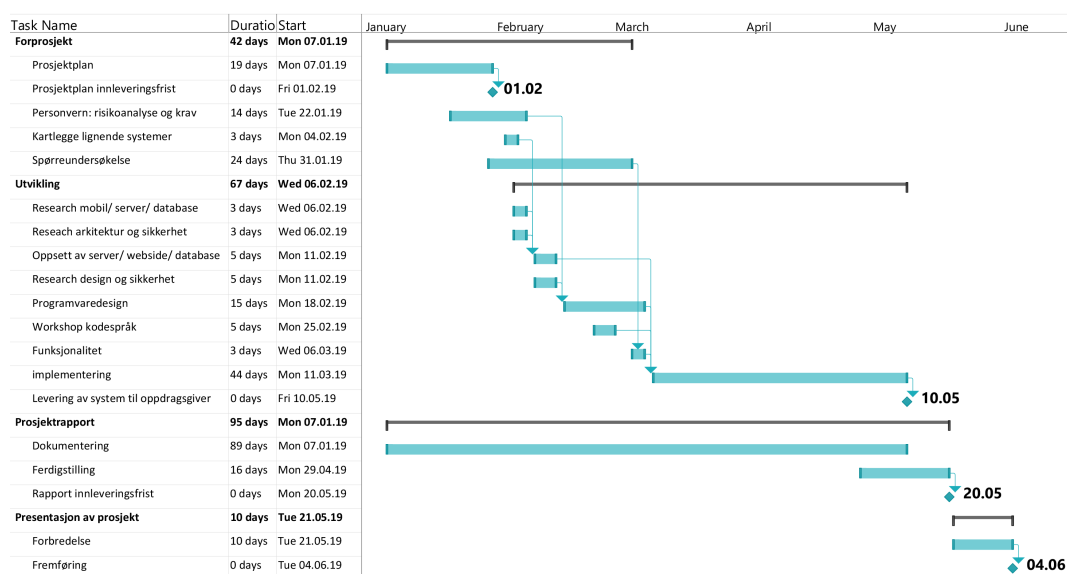 Task Name Duratio Start January February March April May June
Forprosjekt 42 days Mon 07.01.19
Prosjektplan 19 days Mon 07.01.19
Prosjektplan innleveringsfrist 0 days Fri 01.02.19 01.02
Personvern: risikoanalyse og krav 14 days Tue 22.01.19
Kartlegge lignende systemer 3 days Mon 04.02.19
Spørreundersøkelse 24 days Thu 31.01.19
Utvikling 67 days Wed 06.02.19
Research mobil/ server/ database 3 days Wed 06.02.19
Reseach arkitektur og sikkerhet 3 days Wed 06.02.19
Oppsett av server/ webside/ database 5 days Mon 11.02.19
Research design og sikkerhet 5 days Mon 11.02.19
Programvaredesign 15 days Mon 18.02.19
Workshop kodespråk 5 days Mon 25.02.19
Funksjonalitet 3 days Wed 06.03.19
implementering 44 days Mon 11.03.19
Levering av system til oppdragsgiver 0 days Fri 10.05.19 10.05
Prosjektrapport 95 days Mon 07.01.19
Dokumentering 89 days Mon 07.01.19
Ferdigstilling 16 days Mon 29.04.19
Rapport innleveringsfrist 0 days Mon 20.05.19 20.05
Presentasjon av prosjekt 10 days Tue 21.05.19
Forbredelse 10 days Tue 21.05.19
Fremføring 0 days Tue 04.06.19 04.06